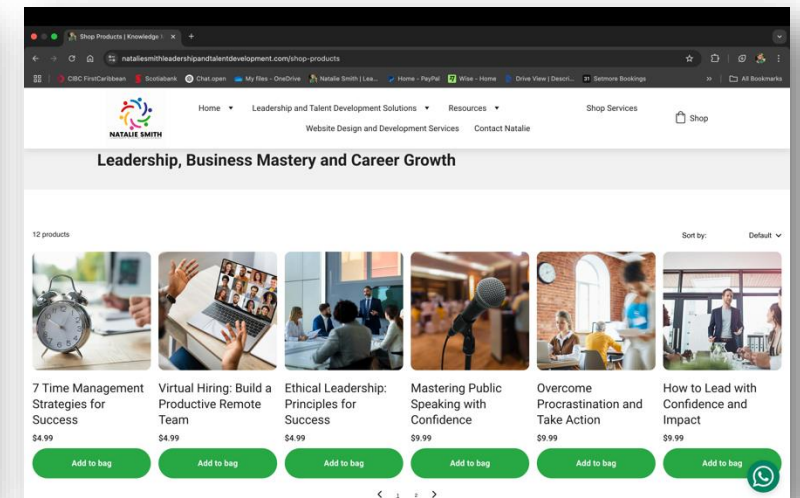 Shop Products | Knowledge
nataliesmithleadershipandtalentdevelopment.com/shop-products
CIBC FirstCaribbean
Scotiabank
Chat.open
My files - OneDrive
Natalie Smith | Lea...
Home - PayPal
Wise - Home
Drive View | Descri...
Setmore Bookings
All Bookmarks
NATALIE SMITH
Home
Leadership and Talent Development Solutions
Resources
Shop Services
Website Design and Development Services
Contact Natalie
Shop
Leadership, Business Mastery and Career Growth
12 products
Sort by:
Default
7 Time Management
Strategies for
Success
$4.99
Add to bag
Virtual Hiring: Build a
Productive Remote
Team
$4.99
Add to bag
Ethical Leadership:
Principles for
Success
$4.99
Add to bag
Mastering Public
Speaking with
Confidence
$9.99
Add to bag
Overcome
Procrastination and
Take Action
$9.99
Add to bag
How to Lead with
Confidence and
Impact
$9.99
Add to bag
1 2